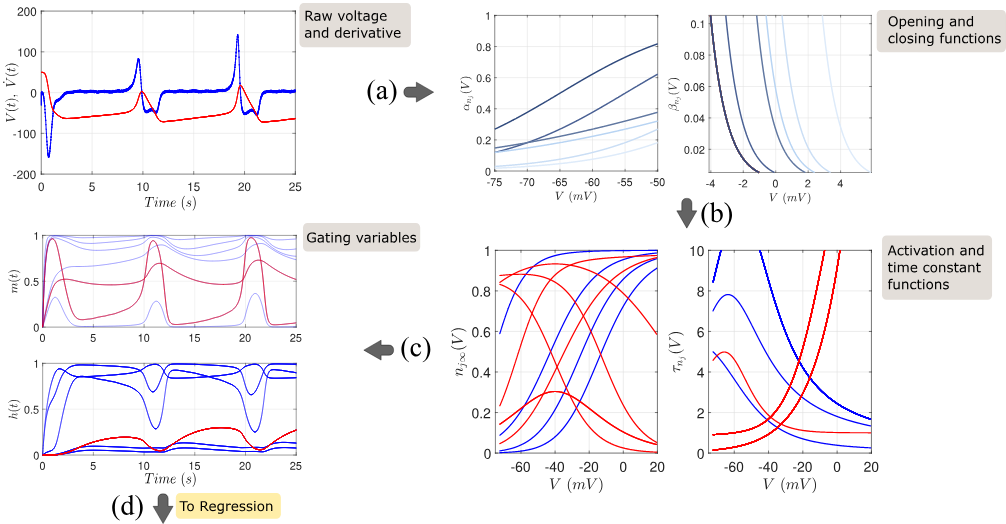 Raw voltage
and derivative
200
100
0
-100
-200
V(t), V̇(t)
0 5 10 15 20 25
Time (s)
(a)
1
0.8
0.6
0.4
0.2
0
α_{n_j}(V)
-75 -70 -65 -60 -55 -50
V (mV)
0.1
0.08
0.06
0.04
0.02
β_{n_j}(V)
-4 -2 0 2 4
V (mV)
Opening and
closing functions
(b)
Gating variables
1
0.5
0
m(t)
0 5 10 15 20 25
1
0.5
0
h(t)
0 5 10 15 20 25
Time (s)
(c)
1
0.8
0.6
0.4
0.2
0
n_{j∞}(V)
-60 -40 -20 0 20
V (mV)
10
8
6
4
2
0
τ_{n_j}(V)
-60 -40 -20 0 20
V (mV)
Activation and
time constant
functions
(d)
To Regression